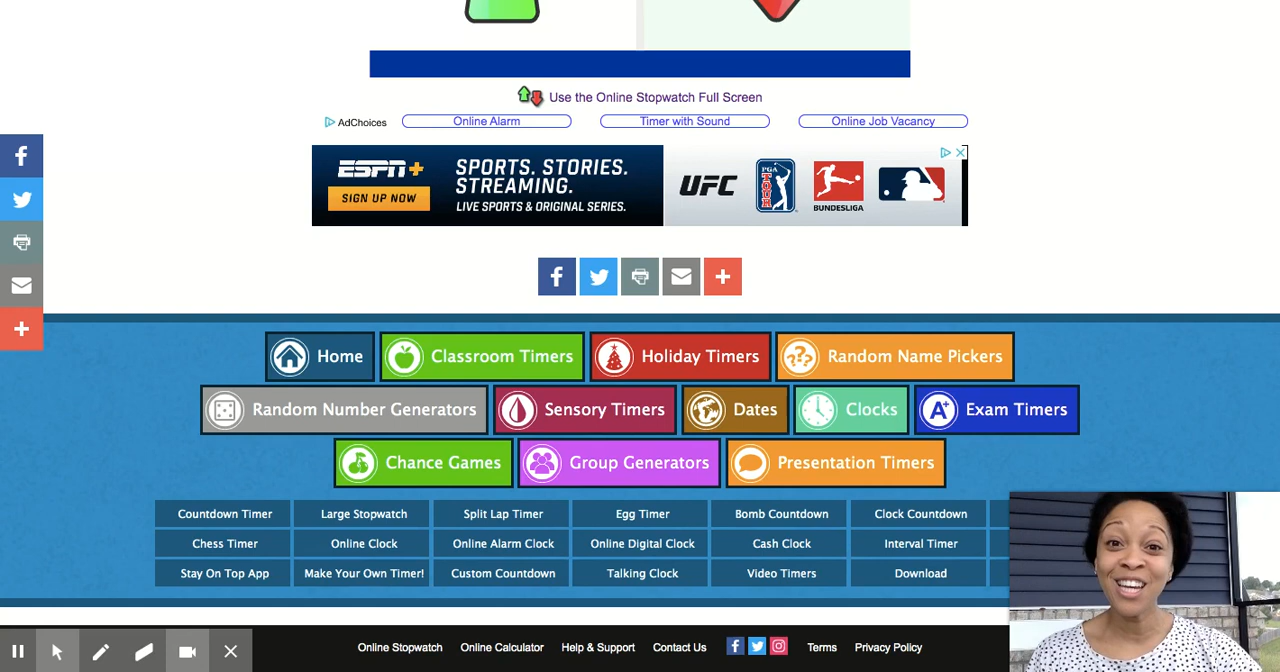 Use the Online Stopwatch Full Screen
AdChoices
Online Alarm
Timer with Sound
Online Job Vacancy
ESPN+
SIGN UP NOW
SPORTS. STORIES.
STREAMING.
LIVE SPORTS & ORIGINAL SERIES.
UFC
PGA TOUR
BUNDESLIGA
Home
Classroom Timers
Holiday Timers
Random Name Pickers
Random Number Generators
Sensory Timers
Dates
Clocks
A+
Exam Timers
Chance Games
Group Generators
Presentation Timers
Countdown Timer
Large Stopwatch
Split Lap Timer
Egg Timer
Bomb Countdown
Clock Countdown
Chess Timer
Online Clock
Online Alarm Clock
Online Digital Clock
Cash Clock
Interval Timer
Stay On Top App
Make Your Own Timer!
Custom Countdown
Talking Clock
Video Timers
Download
Online Stopwatch
Online Calculator
Help & Support
Contact Us
Terms
Privacy Policy